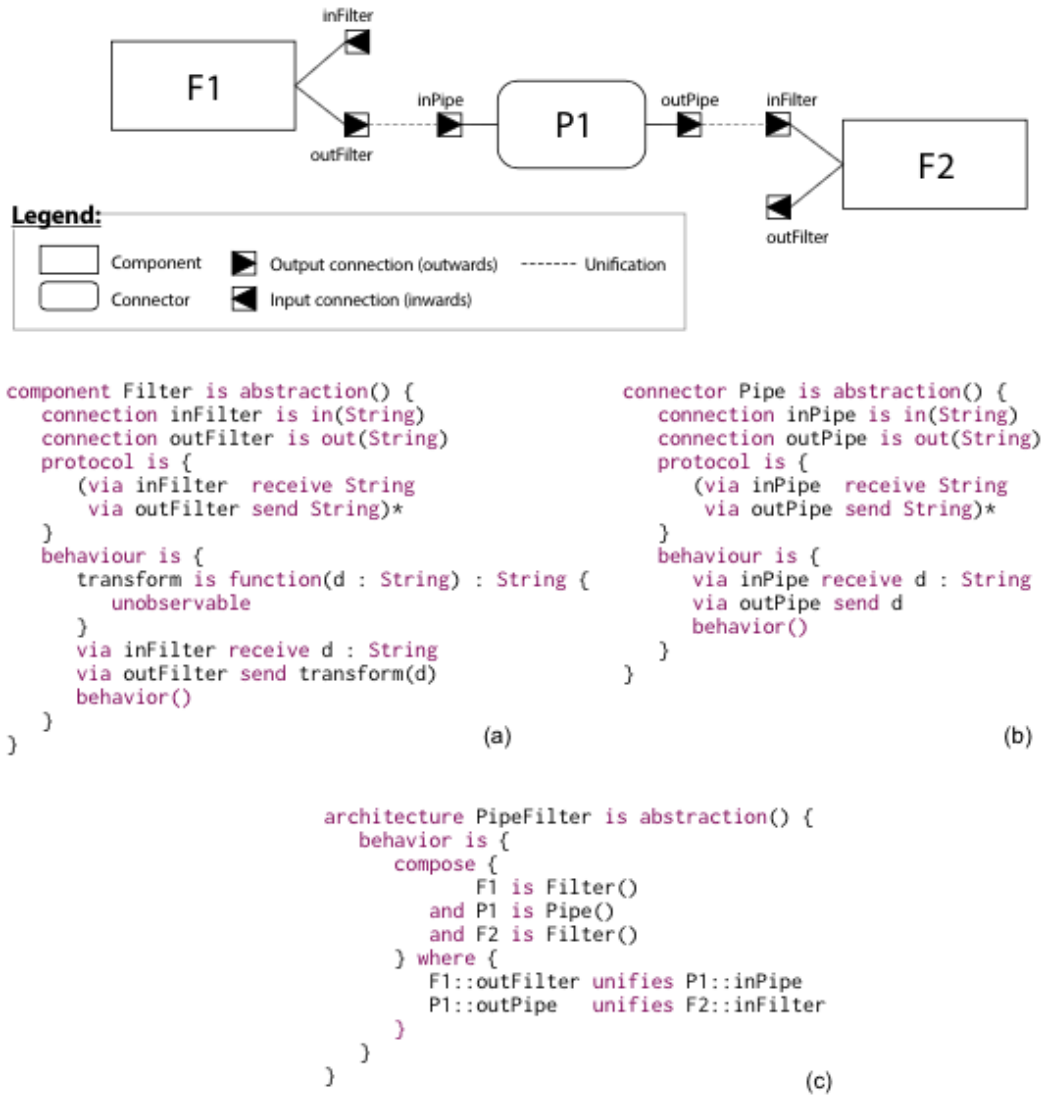 inFilter
F1
inPipe
outPipe
inFilter
P1
outFilter
F2
outFilter
Legend:
Component
Output connection (outwards)
Unification
Connector
Input connection (inwards)
component Filter is abstraction() {
connection inFilter is in(String)
connection outFilter is out(String)
protocol is {
(via inFilter  receive String
via outFilter send String)*
}
behaviour is {
transform is function(d : String) : String {
unobservable
}
via inFilter receive d : String
via outFilter send transform(d)
behavior()
}
}
(a)
connector Pipe is abstraction() {
connection inPipe is in(String)
connection outPipe is out(String)
protocol is {
(via inPipe  receive String
via outPipe send String)*
}
behaviour is {
via inPipe receive d : String
via outPipe send d
behavior()
}
}
(b)
architecture PipeFilter is abstraction() {
behavior is {
compose {
F1 is Filter()
and P1 is Pipe()
and F2 is Filter()
} where {
F1::outFilter unifies P1::inPipe
P1::outPipe   unifies F2::inFilter
}
}
}
(c)